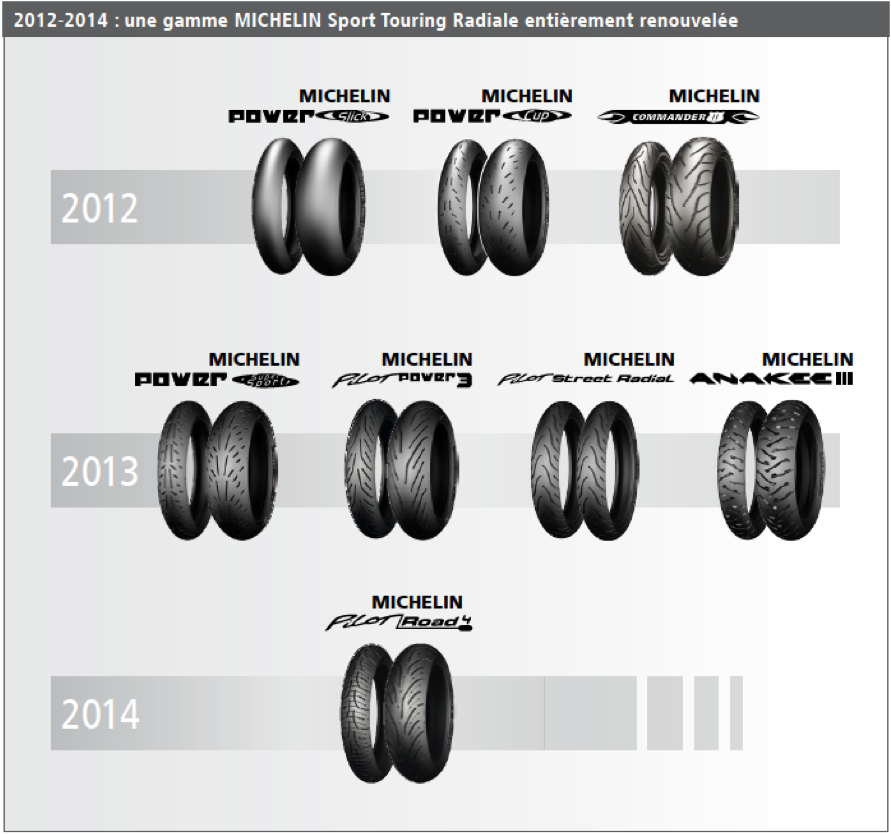 2012-2014 : une gamme MICHELIN Sport Touring Radiale entièrement renouvelée
MICHELIN
POWER Slick
MICHELIN
POWER Cup
MICHELIN
COMMANDER II
2012
MICHELIN
POWER Super Sport
MICHELIN
PILOT POWER 3
MICHELIN
PILOT Street Radial
MICHELIN
ANAKEE III
2013
MICHELIN
PILOT Road 4
2014